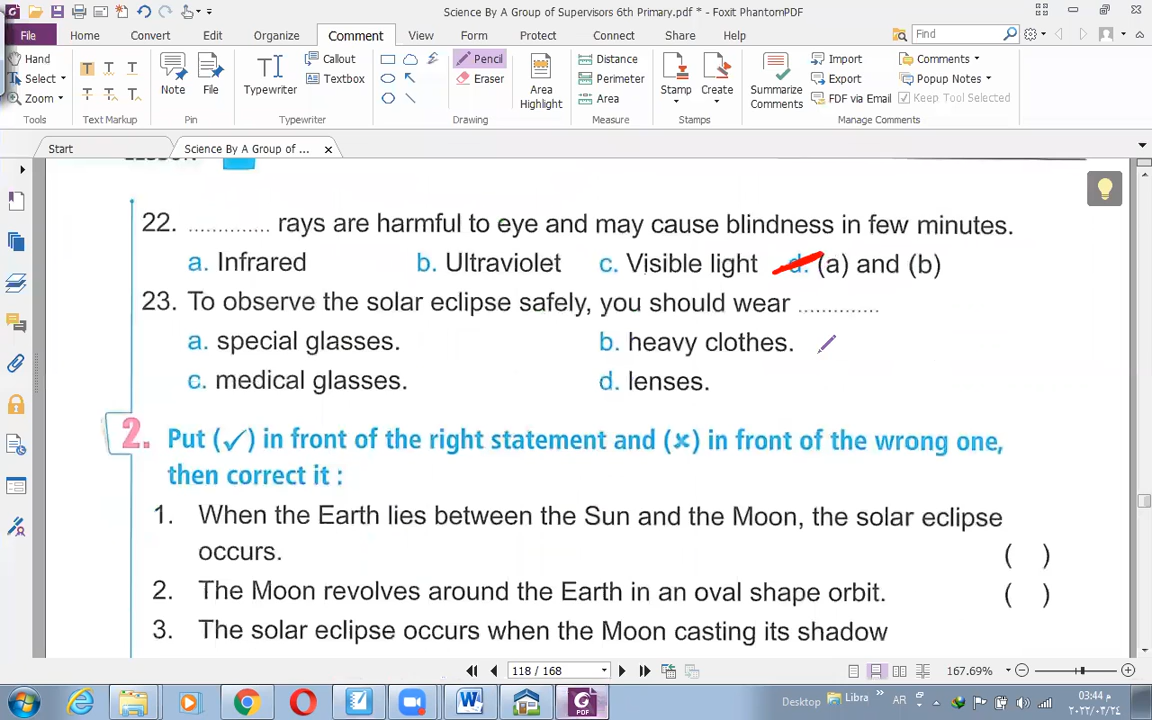 Science By A Group of Supervisors 6th Primary.pdf * - Foxit PhantomPDF
File Home Convert Edit Organize Comment View Form Protect Connect Share Help Find
Hand
Select
Zoom
Tools
Text Markup
Note
File
Pin
Typewriter
Callout
Textbox
Typewriter
Pencil
Eraser
Drawing
Area
Highlight
Distance
Perimeter
Area
Measure
Stamp
Create
Stamps
Summarize
Comments
Import
Export
FDF via Email
Comments
Popup Notes
Keep Tool Selected
Manage Comments
Start
Science By A Group of ...
22. .............. rays are harmful to eye and may cause blindness in few minutes.
a. Infrared b. Ultraviolet c. Visible light d. (a) and (b)
23. To observe the solar eclipse safely, you should wear ..............
a. special glasses. b. heavy clothes.
c. medical glasses. d. lenses.
2. Put (✓) in front of the right statement and (✗) in front of the wrong one,
then correct it :
1. When the Earth lies between the Sun and the Moon, the solar eclipse
occurs. ( )
2. The Moon revolves around the Earth in an oval shape orbit. ( )
3. The solar eclipse occurs when the Moon casting its shadow
118 / 168
167.69%
Desktop
Libra
AR
03:44 م
٢٠٢٢/٠٣/٢٤